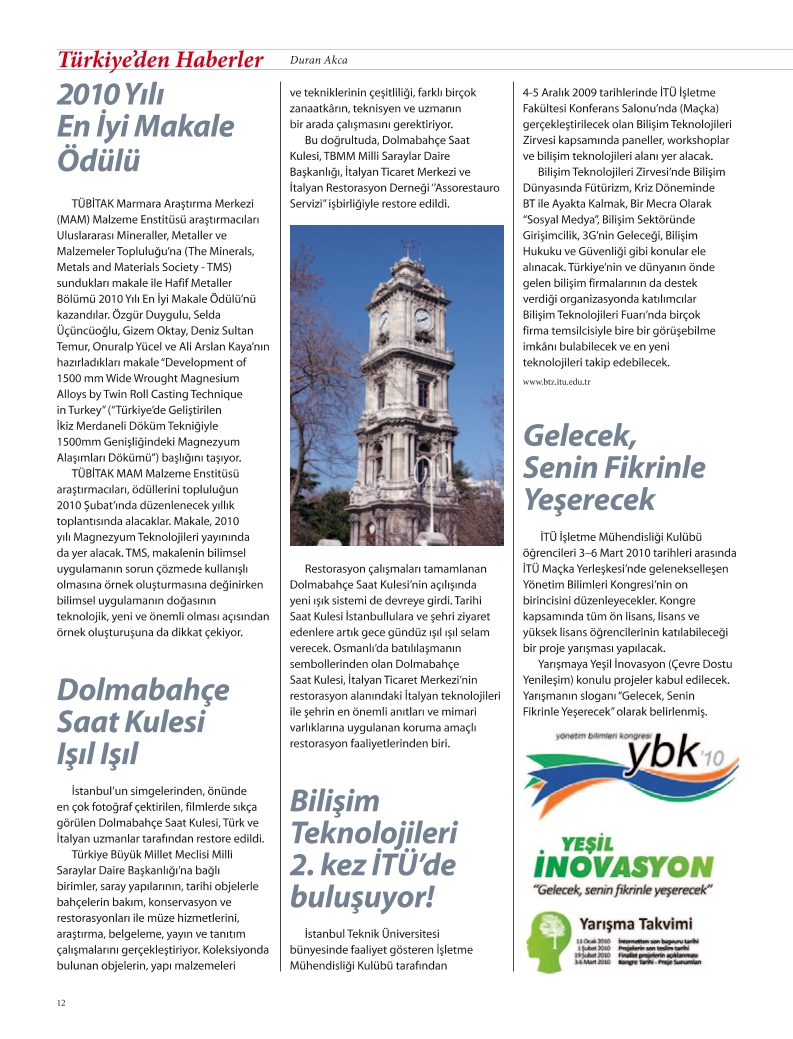 Türkiye’den Haberler
Duran Akca
2010 Yılı
En İyi Makale
Ödülü
TÜBİTAK Marmara Araştırma Merkezi
(MAM) Malzeme Enstitüsü araştırmacıları
Uluslararası Mineraller, Metaller ve
Malzemeler Topluluğu’na (The Minerals,
Metals and Materials Society - TMS)
sundukları makale ile Hafif Metaller
Bölümü 2010 Yılı En İyi Makale Ödülü’nü
kazandılar. Özgür Duygulu, Selda
Üçüncüoğlu, Gizem Oktay, Deniz Sultan
Temur, Onuralp Yücel ve Ali Arslan Kaya’nın
hazırladıkları makale “Development of
1500 mm Wide Wrought Magnesium
Alloys by Twin Roll Casting Technique
in Turkey” (“Türkiye’de Geliştirilen
İkiz Merdaneli Döküm Tekniğiyle
1500mm Genişliğindeki Magnezyum
Alaşımları Dökümü”) başlığını taşıyor.
TÜBİTAK MAM Malzeme Enstitüsü
araştırmacıları, ödüllerini topluluğun
2010 Şubat’ında düzenlenecek yıllık
toplantısında alacaklar. Makale, 2010
yılı Magnezyum Teknolojileri yayınında
da yer alacak. TMS, makalenin bilimsel
uygulamanın sorun çözmede kullanışlı
olmasına örnek oluşturmasına değinirken
bilimsel uygulamanın doğasının
teknolojik, yeni ve önemli olması açısından
örnek oluşturuşuna da dikkat çekiyor.
Dolmabahçe
Saat Kulesi
Işıl Işıl
İstanbul’un simgelerinden, önünde
en çok fotoğraf çektirilen, filmlerde sıkça
görülen Dolmabahçe Saat Kulesi, Türk ve
İtalyan uzmanlar tarafından restore edildi.
Türkiye Büyük Millet Meclisi Milli
Saraylar Daire Başkanlığı’na bağlı
birimler, saray yapılarının, tarihi objelerle
bahçelerin bakım, konservasyon ve
restorasyonları ile müze hizmetlerini,
araştırma, belgeleme, yayın ve tanıtım
çalışmalarını gerçekleştiriyor. Koleksiyonda
bulunan objelerin, yapı malzemeleri
ve tekniklerinin çeşitliliği, farklı birçok
zanaatkârın, teknisyen ve uzmanın
bir arada çalışmasını gerektiriyor.
Bu doğrultuda, Dolmabahçe Saat
Kulesi, TBMM Milli Saraylar Daire
Başkanlığı, İtalyan Ticaret Merkezi ve
İtalyan Restorasyon Derneği “Assorestauro
Servizi” işbirliğiyle restore edildi.
Restorasyon çalışmaları tamamlanan
Dolmabahçe Saat Kulesi’nin açılışında
yeni ışık sistemi de devreye girdi. Tarihi
Saat Kulesi İstanbullulara ve şehri ziyaret
edenlere artık gece gündüz ışıl ışıl selam
verecek. Osmanlı’da batılılaşmanın
sembollerinden olan Dolmabahçe
Saat Kulesi, İtalyan Ticaret Merkezi’nin
restorasyon alanındaki İtalyan teknolojileri
ile şehrin en önemli anıtları ve mimari
varlıklarına uygulanan koruma amaçlı
restorasyon faaliyetlerinden biri.
Bilişim
Teknolojileri
2. kez İTÜ’de
buluşuyor!
İstanbul Teknik Üniversitesi
bünyesinde faaliyet gösteren İşletme
Mühendisliği Kulübü tarafından
4-5 Aralık 2009 tarihlerinde İTÜ İşletme
Fakültesi Konferans Salonu’nda (Maçka)
gerçekleştirilecek olan Bilişim Teknolojileri
Zirvesi kapsamında paneller, workshoplar
ve bilişim teknolojileri alanı yer alacak.
Bilişim Teknolojileri Zirvesi’nde Bilişim
Dünyasında Fütürizm, Kriz Döneminde
BT ile Ayakta Kalmak, Bir Mecra Olarak
“Sosyal Medya”, Bilişim Sektöründe
Girişimcilik, 3G’nin Geleceği, Bilişim
Hukuku ve Güvenliği gibi konular ele
alınacak. Türkiye’nin ve dünyanın önde
gelen bilişim firmalarının da destek
verdiği organizasyonda katılımcılar
Bilişim Teknolojileri Fuarı’nda birçok
firma temsilcisiyle bire bir görüşebilme
imkânı bulabilecek ve en yeni
teknolojileri takip edebilecek.
www.btz.itu.edu.tr
Gelecek,
Senin Fikrinle
Yeşerecek
İTÜ İşletme Mühendisliği Kulübü
öğrencileri 3–6 Mart 2010 tarihleri arasında
İTÜ Maçka Yerleşkesi’nde gelenekselleşen
Yönetim Bilimleri Kongresi’nin on
birincisini düzenleyecekler. Kongre
kapsamında tüm ön lisans, lisans ve
yüksek lisans öğrencilerinin katılabileceği
bir proje yarışması yapılacak.
Yarışmaya Yeşil İnovasyon (Çevre Dostu
Yenileşim) konulu projeler kabul edilecek.
Yarışmanın sloganı “Gelecek, Senin
Fikrinle Yeşerecek” olarak belirlenmiş.
yönetim bilimleri kongresi
ybk ’10
YEŞİL
İNOVASYON
“Gelecek, senin fikrinle yeşerecek”
Yarışma Takvimi
11 Ocak 2010 İnternetten son başvuru tarihi
1 Şubat 2010 Projelerin son teslim tarihi
19 Şubat 2010 Finalist projelerin açıklanması
3-6 Mart 2010 Kongre Tarihi - Proje Sunumları
12